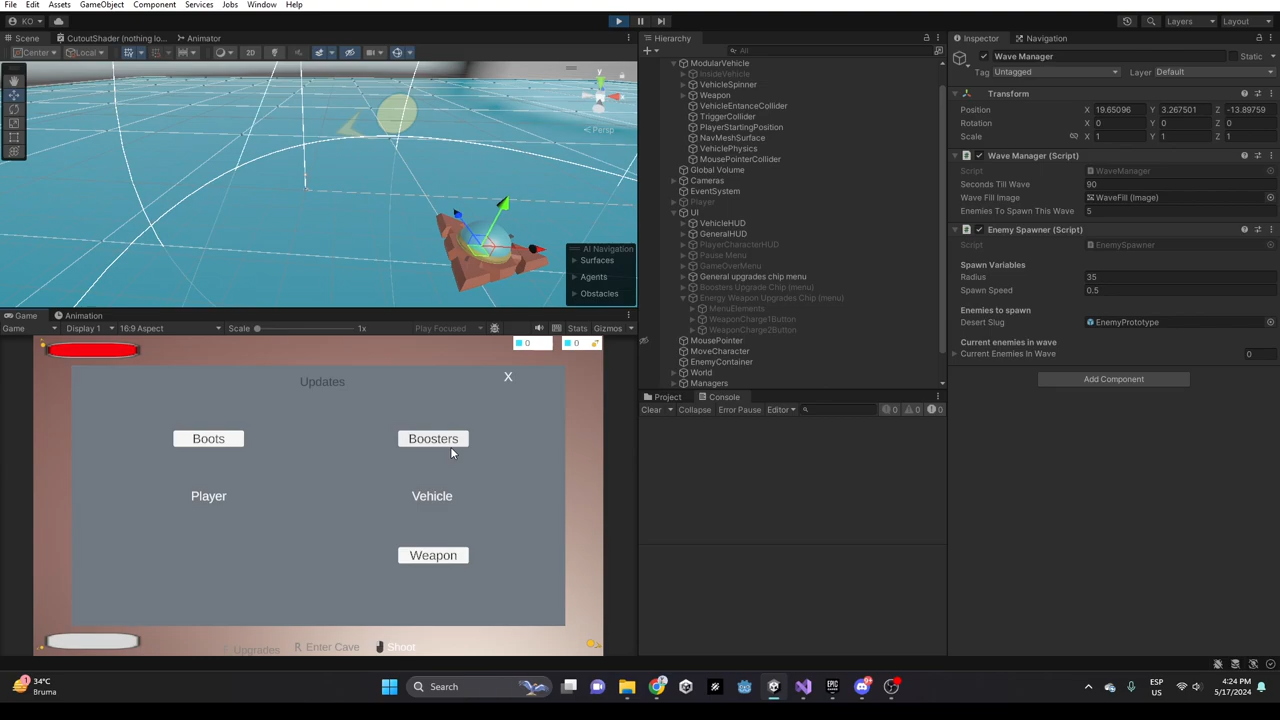 File Edit Assets GameObject Component Services Jobs Window Help
KO Layers Layout
Scene CutoutShader (nothing lo... Animator
Center Local 2D
y
Persp
AI Navigation
Surfaces
Agents
Obstacles
Game Animation
Game Display 1 16:9 Aspect Scale 1x Play Focused Stats Gizmos
0 0
Updates X
Boots Boosters
Player Vehicle
Weapon
Upgrades R Enter Cave Shoot
Hierarchy
All
ModularVehicle
InsideVehicle
VehicleSpinner
Weapon
VehicleEntanceCollider
TriggerCollider
PlayerStartingPosition
NavMeshSurface
VehiclePhysics
MousePointerCollider
Global Volume
Cameras
EventSystem
Player
UI
VehicleHUD
GeneralHUD
PlayerCharacterHUD
Pause Menu
GameOverMenu
General upgrades chip menu
Boosters Upgrade Chip (menu)
Energy Weapon Upgrades Chip (menu)
MenuElements
WeaponCharge1Button
WeaponCharge2Button
MousePointer
MoveCharacter
EnemyContainer
World
Managers
Project Console
Clear Collapse Error Pause Editor 0 0 0
Inspector Navigation
Wave Manager Static
Tag Untagged Layer Default
Transform
Position X 19.65096 Y 3.267501 Z -13.89759
Rotation X 0 Y 0 Z 0
Scale X 1 Y 1 Z 1
Wave Manager (Script)
Script WaveManager
Seconds Till Wave 90
Wave Fill Image WaveFill (Image)
Enemies To Spawn This Wave 5
Enemy Spawner (Script)
Script EnemySpawner
Spawn Variables
Radius 35
Spawn Speed 0.5
Enemies to spawn
Desert Slug EnemyPrototype
Current enemies in wave
Current Enemies In Wave 0
Add Component
34°C
Bruma
Search
ESP
US
4:24 PM
5/17/2024